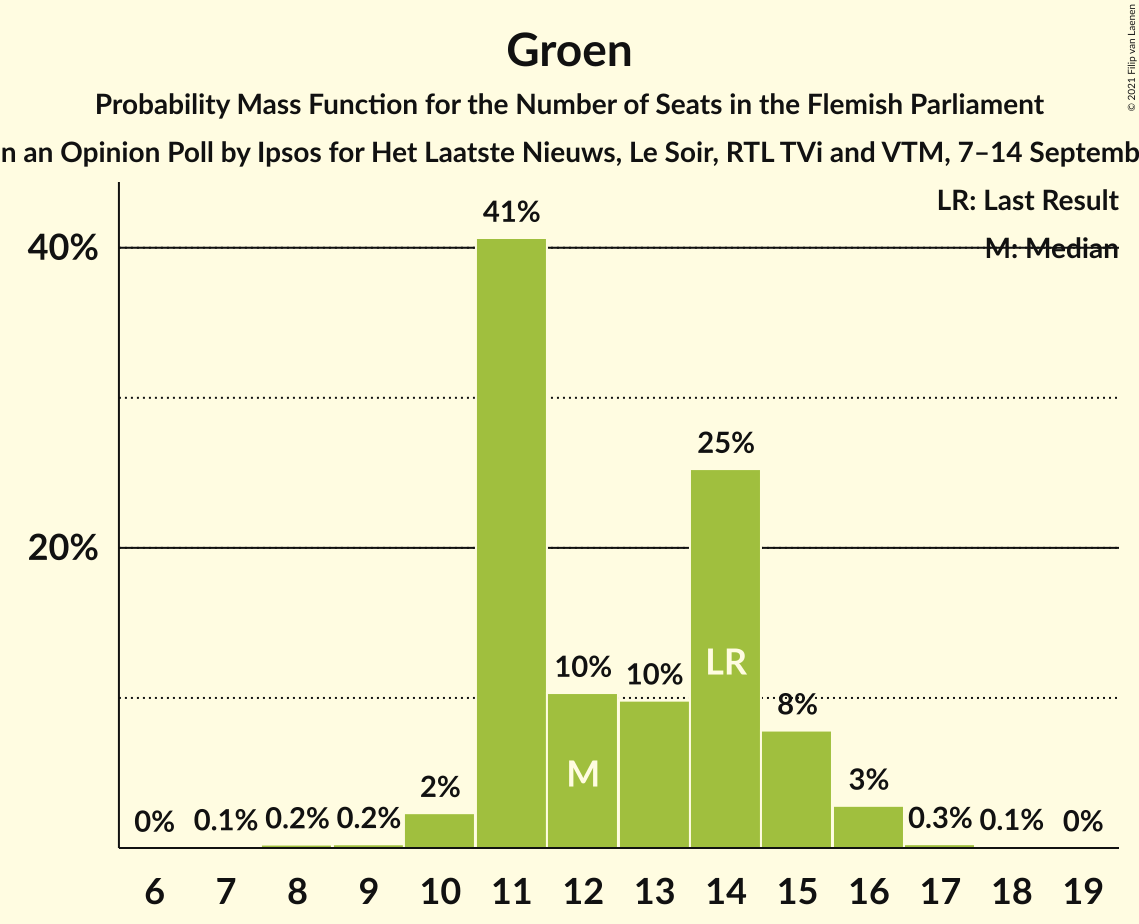 © 2021 Filip van Laenen
Groen
Probability Mass Function for the Number of Seats in the Flemish Parliament
n an Opinion Poll by Ipsos for Het Laatste Nieuws, Le Soir, RTL TVi and VTM, 7–14 Septemb
LR: Last Result
M: Median
40%
20%
41%
25%
10%
10%
8%
3%
2%
0%
0.1%
0.2%
0.2%
0.3%
0.1%
0%
LR
M
6 7 8 9 10 11 12 13 14 15 16 17 18 19